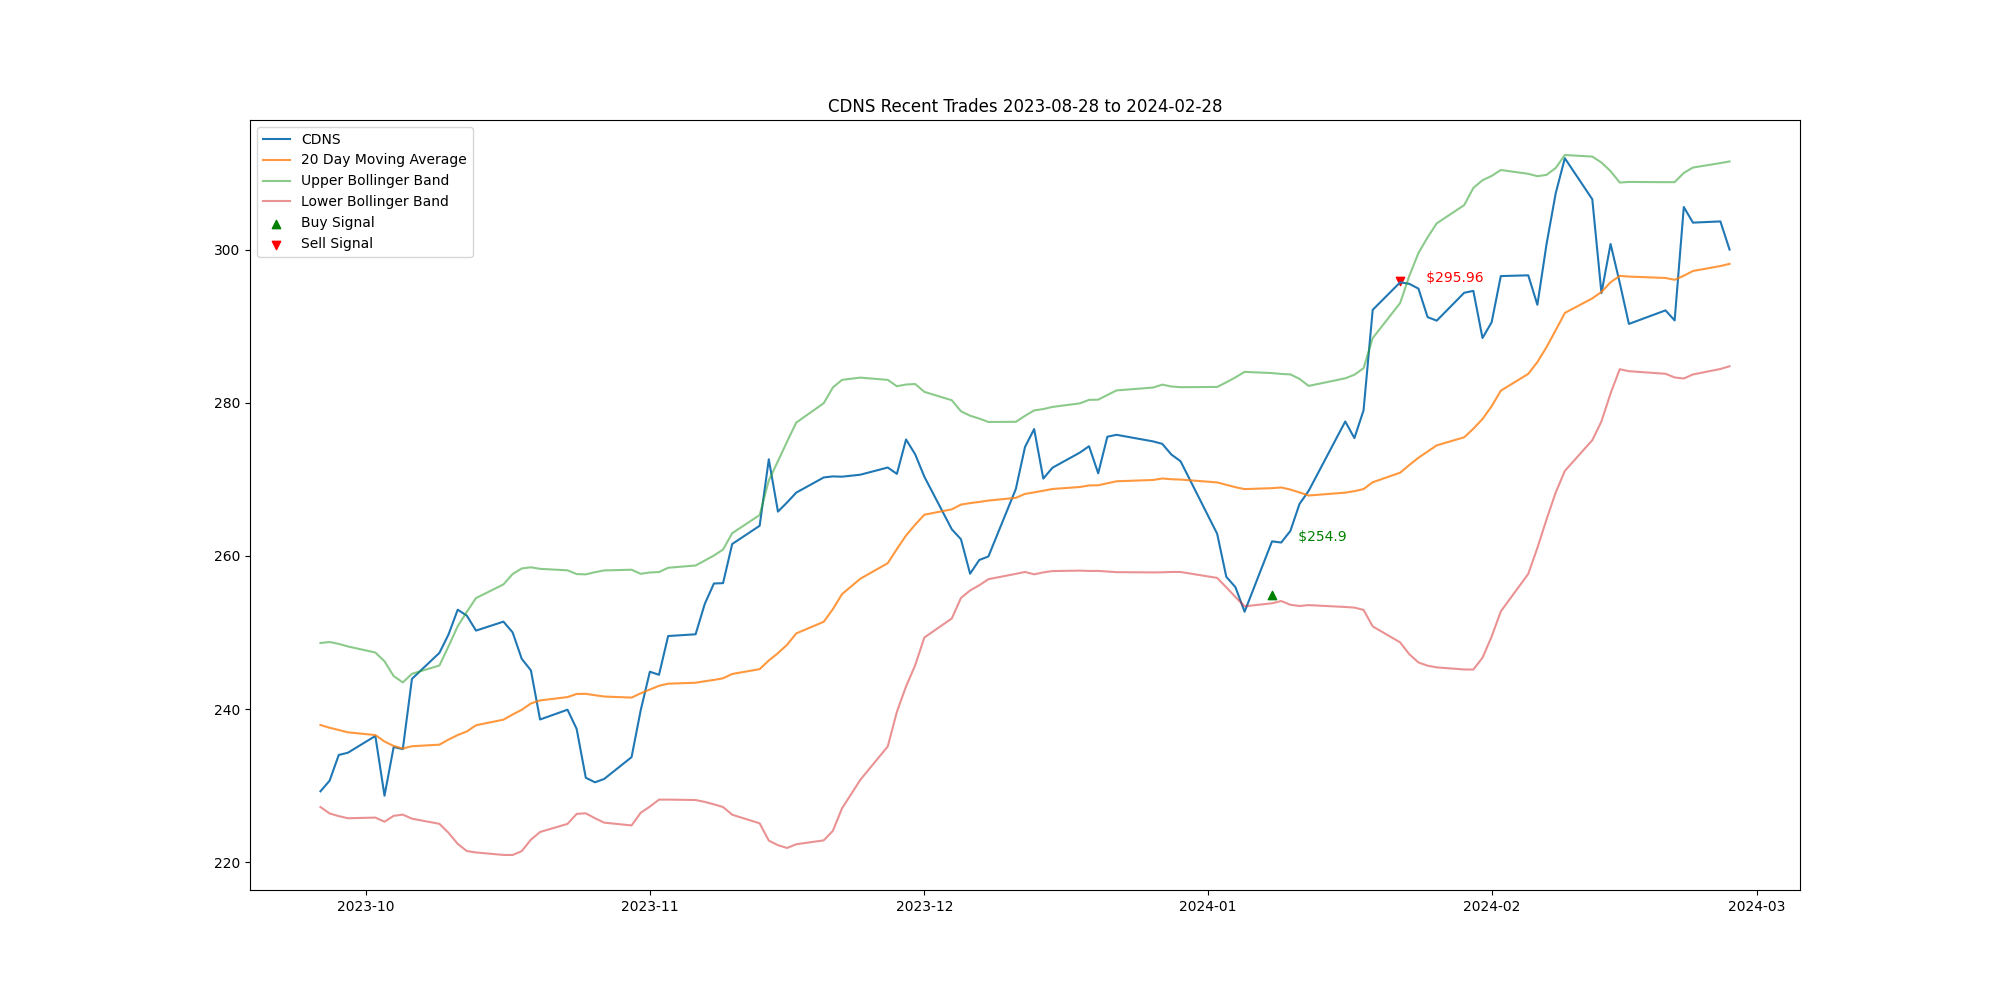 CDNS Recent Trades 2023-08-28 to 2024-02-28
CDNS
20 Day Moving Average
Upper Bollinger Band
Lower Bollinger Band
Buy Signal
Sell Signal
300
280
260
240
220
$295.96
$254.9
2023-10
2023-11
2023-12
2024-01
2024-02
2024-03